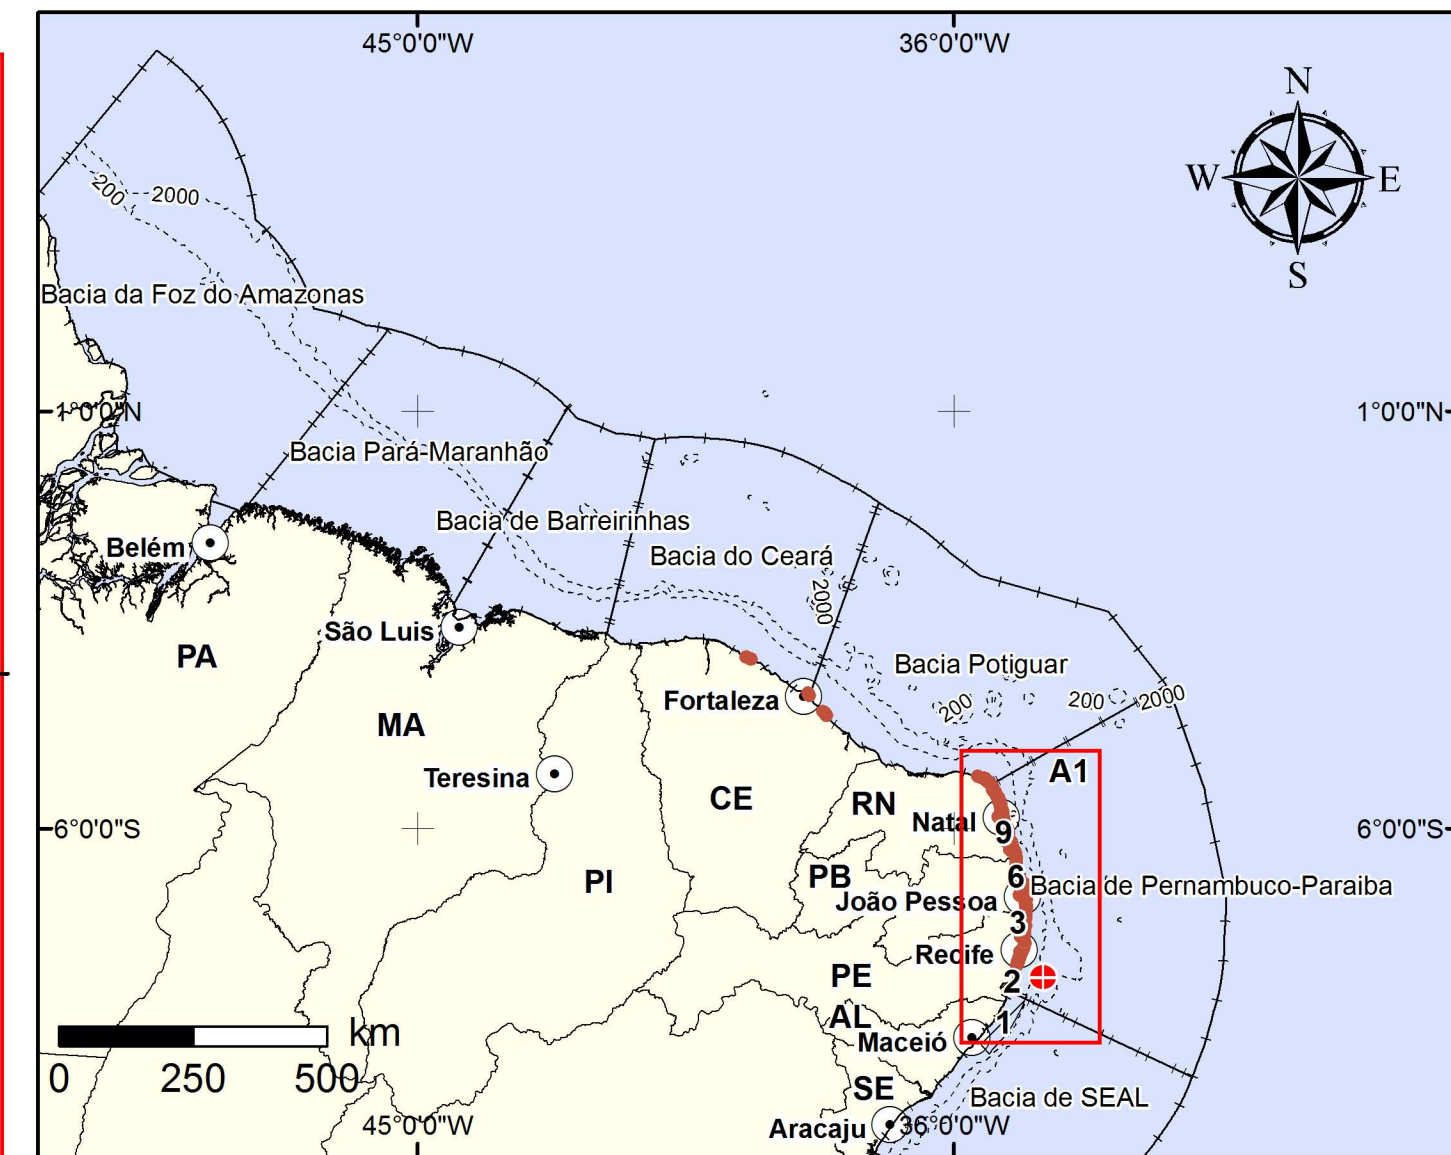 45°0'0"W
36°0'0"W
N
W
E
S
200
2000
Bacia da Foz do Amazonas
1°0'0"N
1°0'0"N
Bacia Pará-Maranhão
Bacia de Barreirinhas
Belém
Bacia do Ceará
2000
São Luis
PA
Bacia Potiguar
Fortaleza
200
200
2000
MA
Teresina
CE
RN
A1
Natal
9
6°0'0"S
6°0'0"S
PI
PB
6
Bacia de Pernambuco-Paraiba
João Pessoa
3
Recife
PE
2
AL
1
Maceió
km
0
250
500
SE
Bacia de SEAL
45°0'0"W
Aracaju
36°0'0"W